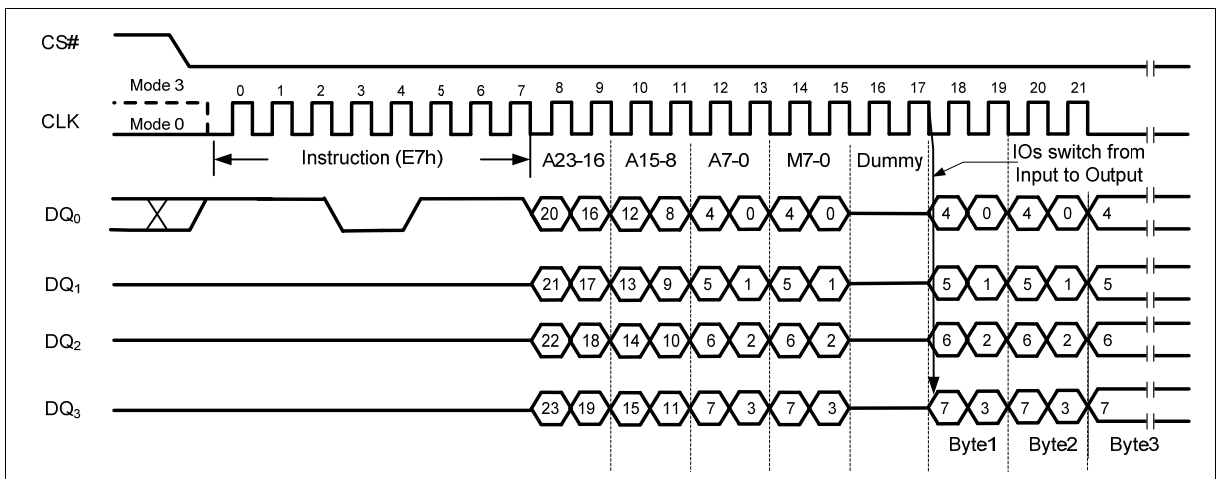 CS#
Mode 3
0 1 2 3 4 5 6 7 8 9 10 11 12 13 14 15 16 17 18 19 20 21
CLK
Mode 0
Instruction (E7h)
A23-16 A15-8 A7-0 M7-0 Dummy
IOs switch from
Input to Output
DQ0 20 16 12 8 4 0 4 0 4 0 4 0 4
DQ1 21 17 13 9 5 1 5 1 5 1 5 1 5
DQ2 22 18 14 10 6 2 6 2 6 2 6 2 6
DQ3 23 19 15 11 7 3 7 3 7 3 7 3 7
Byte1 Byte2 Byte3